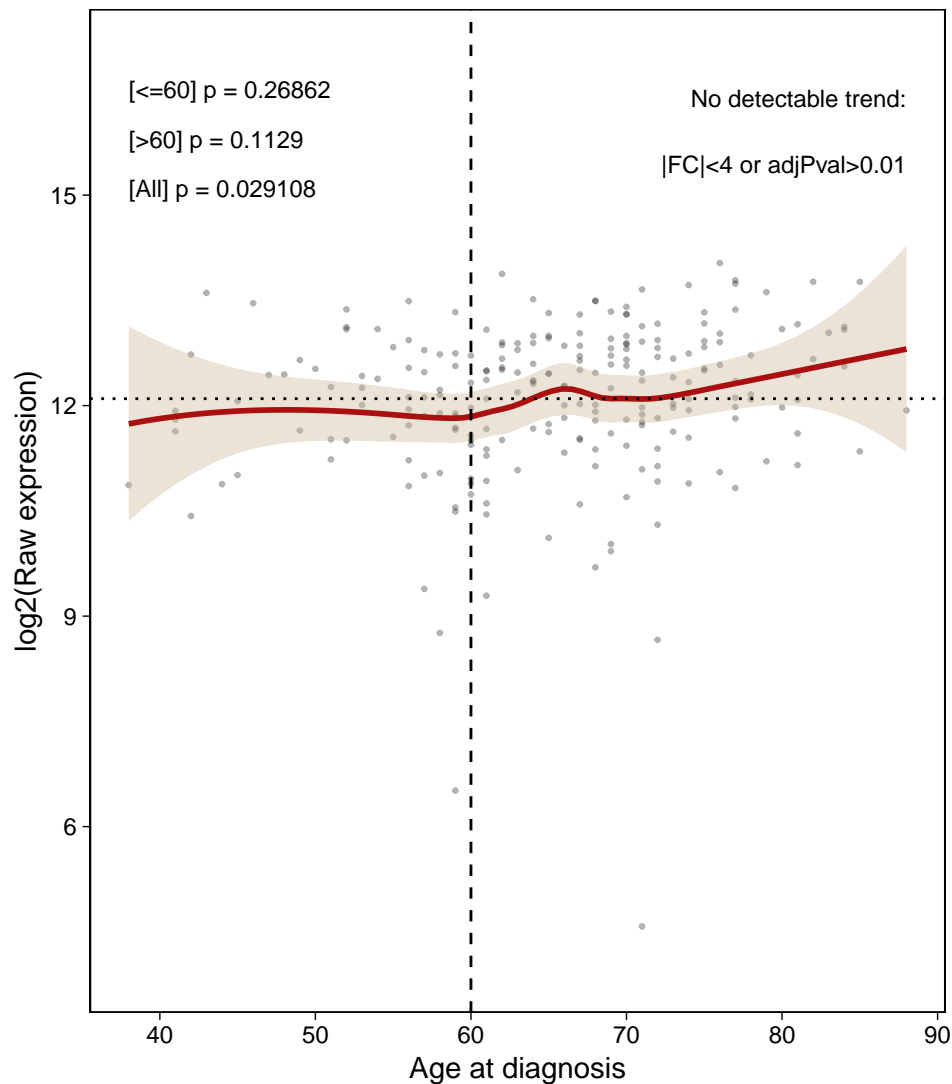 [<=60] p = 0.26862
[>60] p = 0.1129
[All] p = 0.029108
No detectable trend:
|FC|<4 or adjPval>0.01
log2(Raw expression)
15
12
9
6
40 50 60 70 80 90
Age at diagnosis